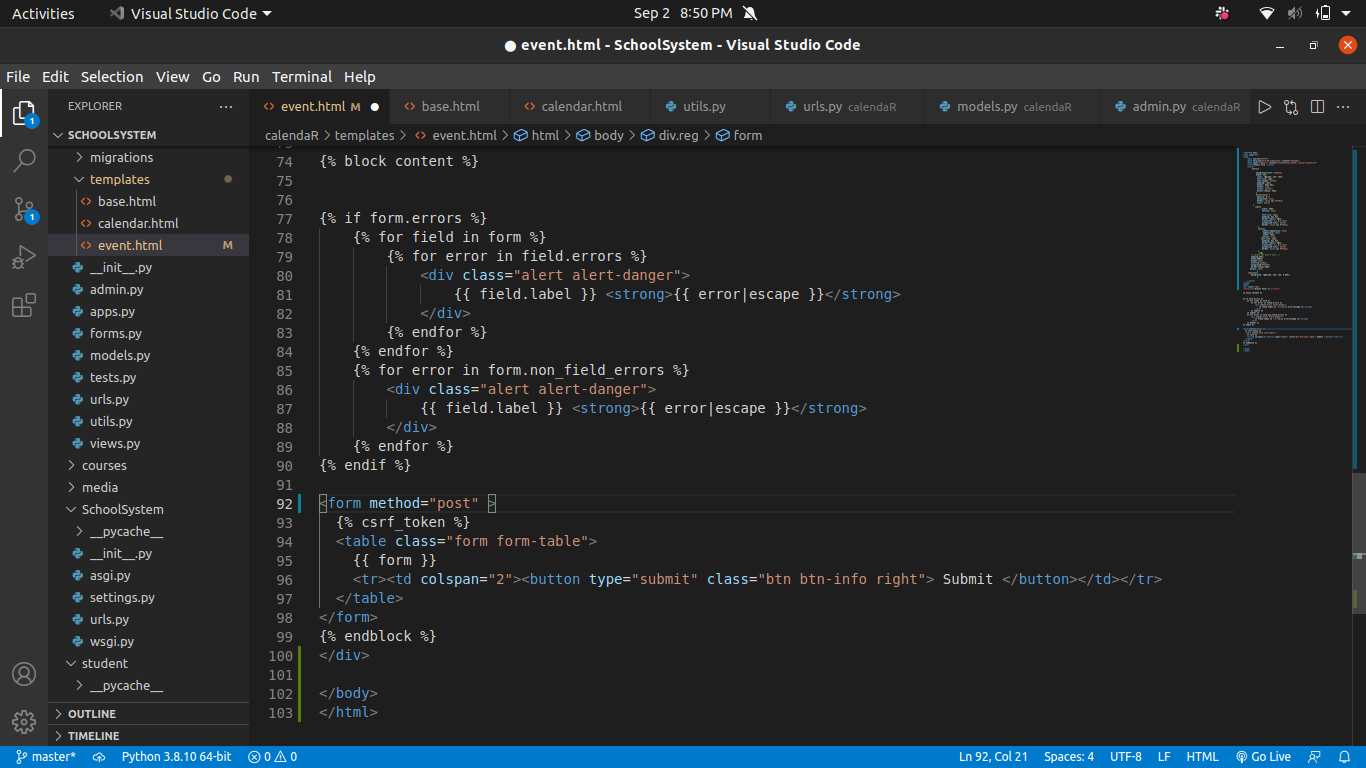 Activities
Visual Studio Code
Sep 2 8:50 PM
● event.html - SchoolSystem - Visual Studio Code
File Edit Selection View Go Run Terminal Help
EXPLORER
event.html M
base.html
calendar.html
utils.py
urls.py calendaR
models.py calendaR
admin.py calendaR
SCHOOLSYSTEM
calendaR > templates > event.html > html > body > div.reg > form
migrations
templates
base.html
calendar.html
event.html M
__init__.py
admin.py
apps.py
forms.py
models.py
tests.py
urls.py
utils.py
views.py
courses
media
SchoolSystem
__pycache__
__init__.py
asgi.py
settings.py
urls.py
wsgi.py
student
__pycache__
OUTLINE
TIMELINE
1
1
74 {% block content %}
75
76
77 {% if form.errors %}
78 {% for field in form %}
79 {% for error in field.errors %}
80 <div class="alert alert-danger">
81 {{ field.label }} <strong>{{ error|escape }}</strong>
82 </div>
83 {% endfor %}
84 {% endfor %}
85 {% for error in form.non_field_errors %}
86 <div class="alert alert-danger">
87 {{ field.label }} <strong>{{ error|escape }}</strong>
88 </div>
89 {% endfor %}
90 {% endif %}
91
92 <form method="post" >
93 {% csrf_token %}
94 <table class="form form-table">
95 {{ form }}
96 <tr><td colspan="2"><button type="submit" class="btn btn-info right"> Submit </button></td></tr>
97 </table>
98 </form>
99 {% endblock %}
100 </div>
101
102 </body>
103 </html>
master*
Python 3.8.10 64-bit
0 0
Ln 92, Col 21
Spaces: 4
UTF-8
LF
HTML
Go Live